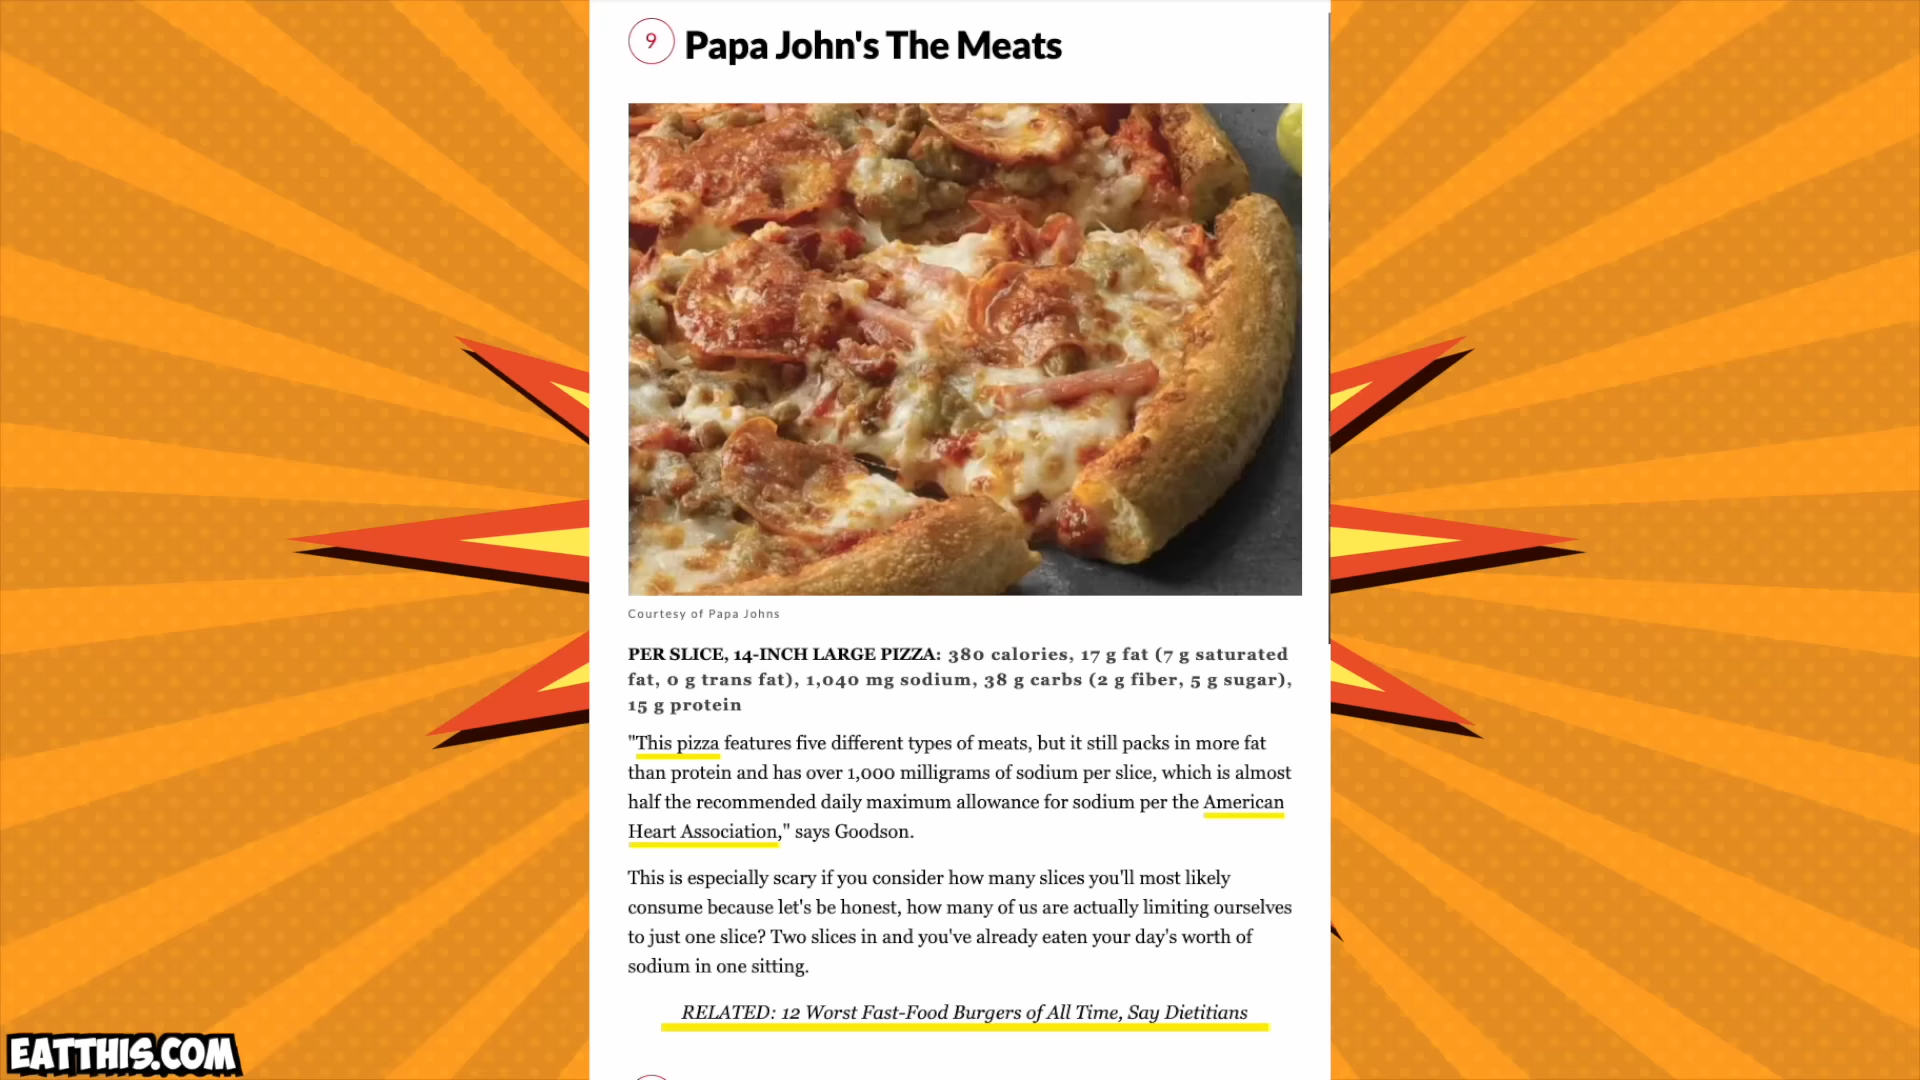 9
Papa John's The Meats
Courtesy of Papa Johns
PER SLICE, 14-INCH LARGE PIZZA: 380 calories, 17 g fat (7 g saturated
fat, 0 g trans fat), 1,040 mg sodium, 38 g carbs (2 g fiber, 5 g sugar),
15 g protein
"This pizza features five different types of meats, but it still packs in more fat
than protein and has over 1,000 milligrams of sodium per slice, which is almost
half the recommended daily maximum allowance for sodium per the American
Heart Association," says Goodson.
This is especially scary if you consider how many slices you'll most likely
consume because let's be honest, how many of us are actually limiting ourselves
to just one slice? Two slices in and you've already eaten your day's worth of
sodium in one sitting.
RELATED: 12 Worst Fast-Food Burgers of All Time, Say Dietitians
EATTHIS.COM